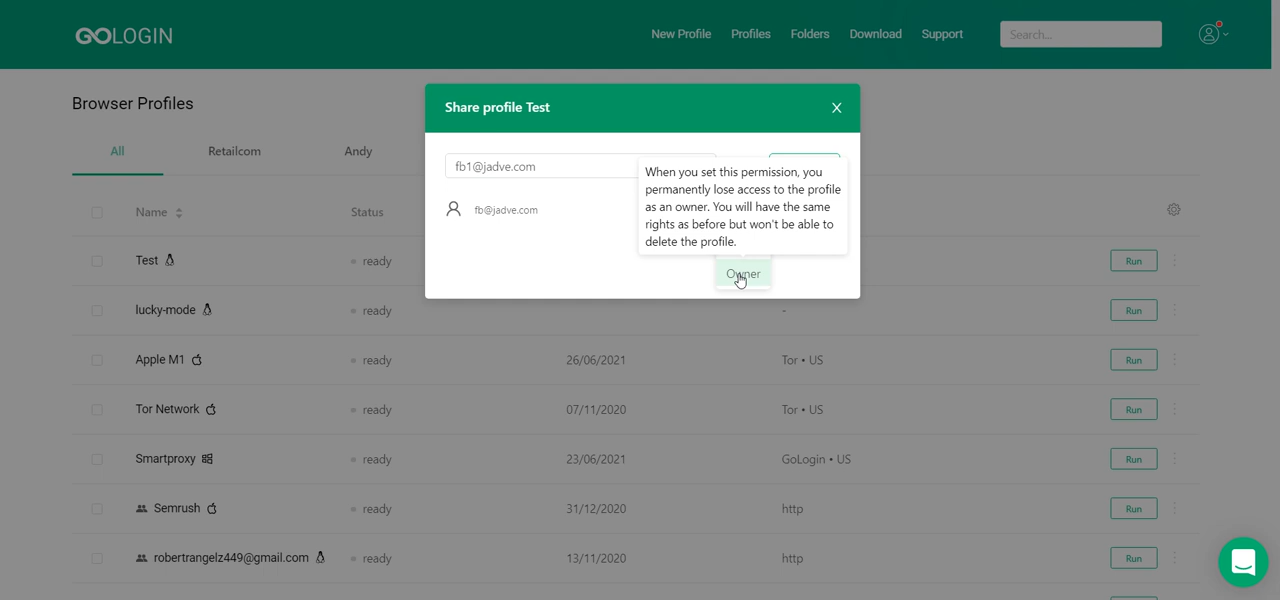 GOLOGIN
New Profile Profiles Folders Download Support Search...
Browser Profiles
Share profile Test
All Retailcom Andy
fb1@jadve.com
When you set this permission, you
permanently lose access to the profile
as an owner. You will have the same
rights as before but won't be able to
delete the profile.
fb@jadve.com
Owner
Name Status
Test ready Run
lucky-mode ready - Run
Apple M1 ready 26/06/2021 Tor • US Run
Tor Network ready 07/11/2020 Tor • US Run
Smartproxy ready 23/06/2021 GoLogin • US Run
Semrush ready 31/12/2020 http Run
robertrangelz449@gmail.com ready 13/11/2020 http Run